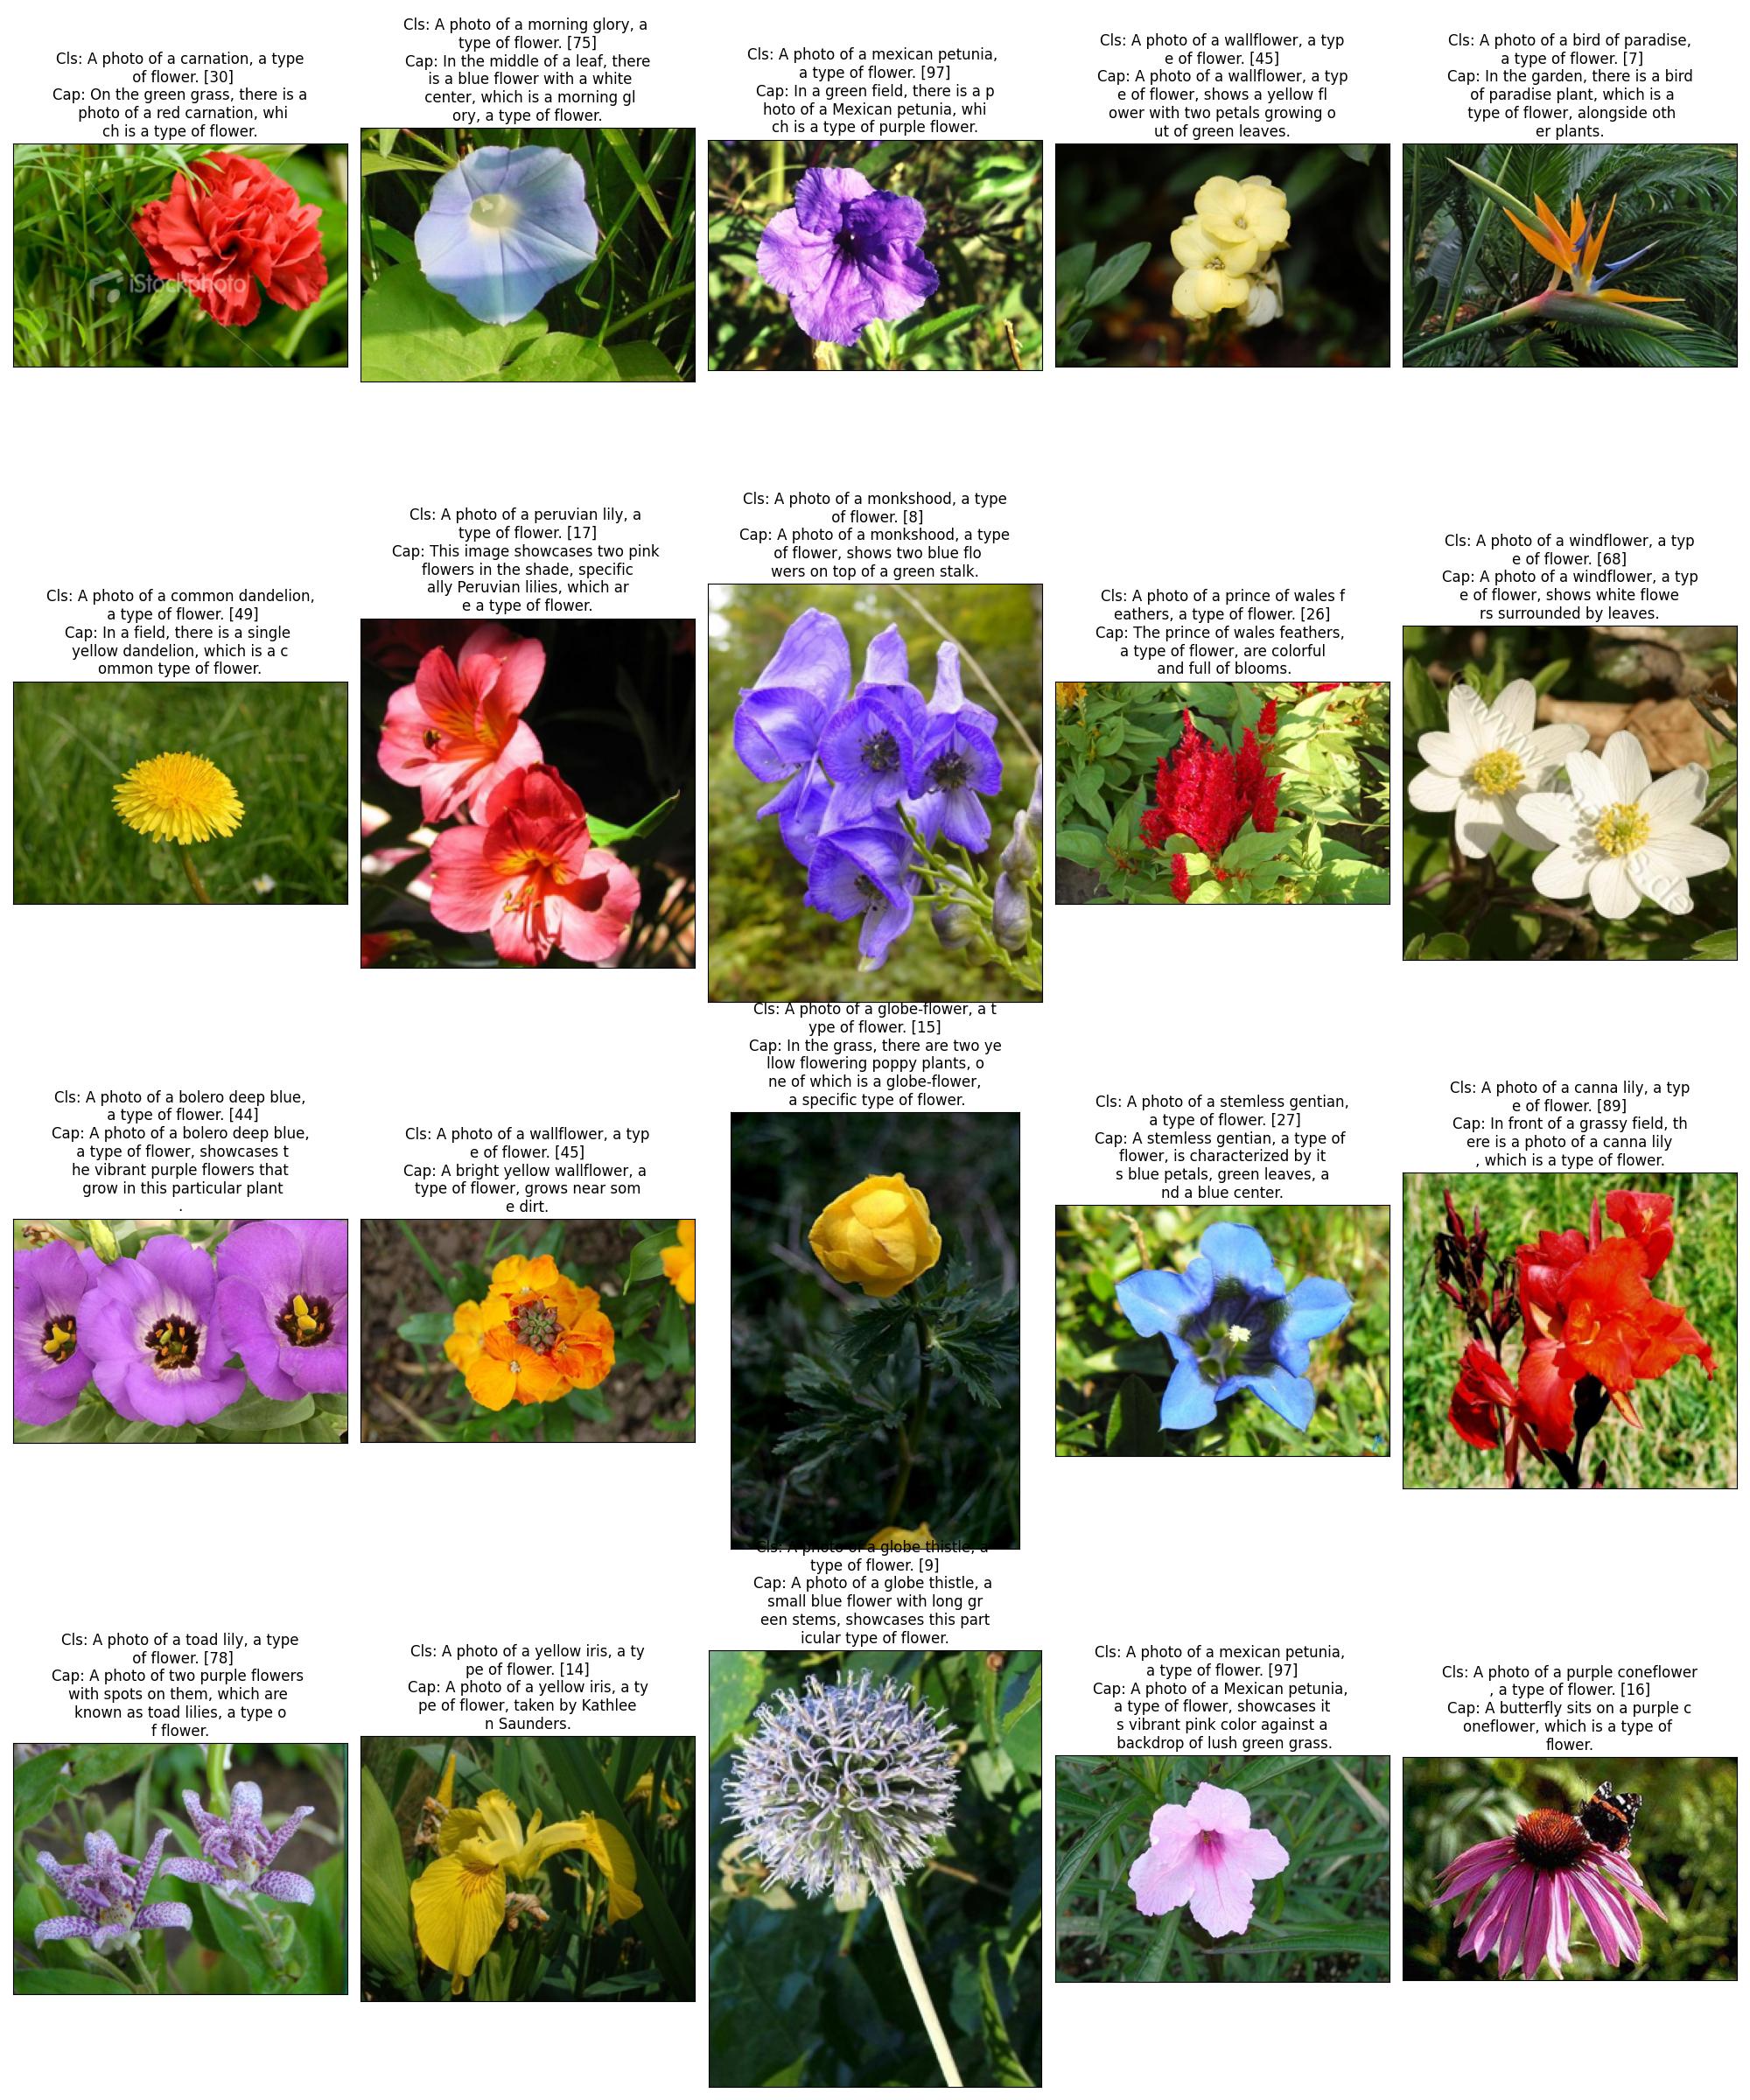 Cls: A photo of a carnation, a type
of flower. [30]
Cap: On the green grass, there is a
photo of a red carnation, whi
ch is a type of flower.
Cls: A photo of a morning glory, a
type of flower. [75]
Cap: In the middle of a leaf, there
is a blue flower with a white
center, which is a morning gl
ory, a type of flower.
Cls: A photo of a mexican petunia,
a type of flower. [97]
Cap: In a green field, there is a p
hoto of a Mexican petunia, whi
ch is a type of purple flower.
Cls: A photo of a wallflower, a typ
e of flower. [45]
Cap: A photo of a wallflower, a typ
e of flower, shows a yellow fl
ower with two petals growing o
ut of green leaves.
Cls: A photo of a bird of paradise,
a type of flower. [7]
Cap: In the garden, there is a bird
of paradise plant, which is a
type of flower, alongside oth
er plants.
iStockphoto
Cls: A photo of a common dandelion,
a type of flower. [49]
Cap: In a field, there is a single
yellow dandelion, which is a c
ommon type of flower.
Cls: A photo of a peruvian lily, a
type of flower. [17]
Cap: This image showcases two pink
flowers in the shade, specific
ally Peruvian lilies, which ar
e a type of flower.
Cls: A photo of a monkshood, a type
of flower. [8]
Cap: A photo of a monkshood, a type
of flower, shows two blue flo
wers on top of a green stalk.
Cls: A photo of a prince of wales f
eathers, a type of flower. [26]
Cap: The prince of wales feathers,
a type of flower, are colorful
and full of blooms.
Cls: A photo of a windflower, a typ
e of flower. [68]
Cap: A photo of a windflower, a typ
e of flower, shows white flowe
rs surrounded by leaves.
Cls: A photo of a bolero deep blue,
a type of flower. [44]
Cap: A photo of a bolero deep blue,
a type of flower, showcases t
he vibrant purple flowers that
grow in this particular plant
.
Cls: A photo of a wallflower, a typ
e of flower. [45]
Cap: A bright yellow wallflower, a
type of flower, grows near som
e dirt.
Cls: A photo of a globe-flower, a t
ype of flower. [15]
Cap: In the grass, there are two ye
llow flowering poppy plants, o
ne of which is a globe-flower,
a specific type of flower.
Cls: A photo of a stemless gentian,
a type of flower. [27]
Cap: A stemless gentian, a type of
flower, is characterized by it
s blue petals, green leaves, a
nd a blue center.
Cls: A photo of a canna lily, a typ
e of flower. [89]
Cap: In front of a grassy field, th
ere is a photo of a canna lily
, which is a type of flower.
Cls: A photo of a toad lily, a type
of flower. [78]
Cap: A photo of two purple flowers
with spots on them, which are
known as toad lilies, a type o
f flower.
Cls: A photo of a yellow iris, a ty
pe of flower. [14]
Cap: A photo of a yellow iris, a ty
pe of flower, taken by Kathlee
n Saunders.
Cls: A photo of a globe thistle, a
type of flower. [9]
Cap: A photo of a globe thistle, a
small blue flower with long gr
een stems, showcases this part
icular type of flower.
Cls: A photo of a mexican petunia,
a type of flower. [97]
Cap: A photo of a Mexican petunia,
a type of flower, showcases it
s vibrant pink color against a
backdrop of lush green grass.
Cls: A photo of a purple coneflower
, a type of flower. [16]
Cap: A butterfly sits on a purple c
oneflower, which is a type of
flower.